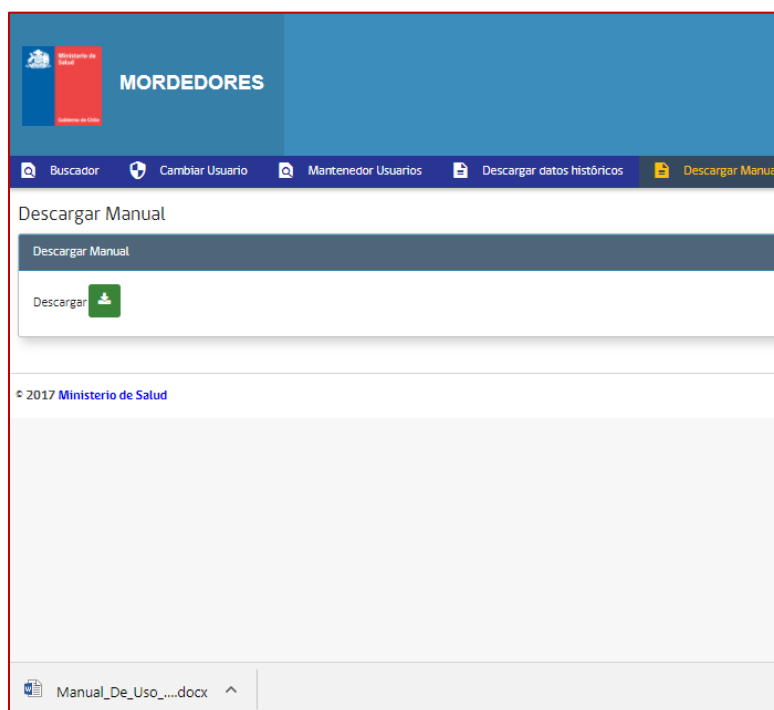 Ministerio de
Salud
Gobierno de Chile
MORDEDORES
Buscador Cambiar Usuario Mantenedor Usuarios Descargar datos históricos Descargar Manua
Descargar Manual
Descargar Manual
Descargar
© 2017 Ministerio de Salud
Manual_De_Uso_....docx